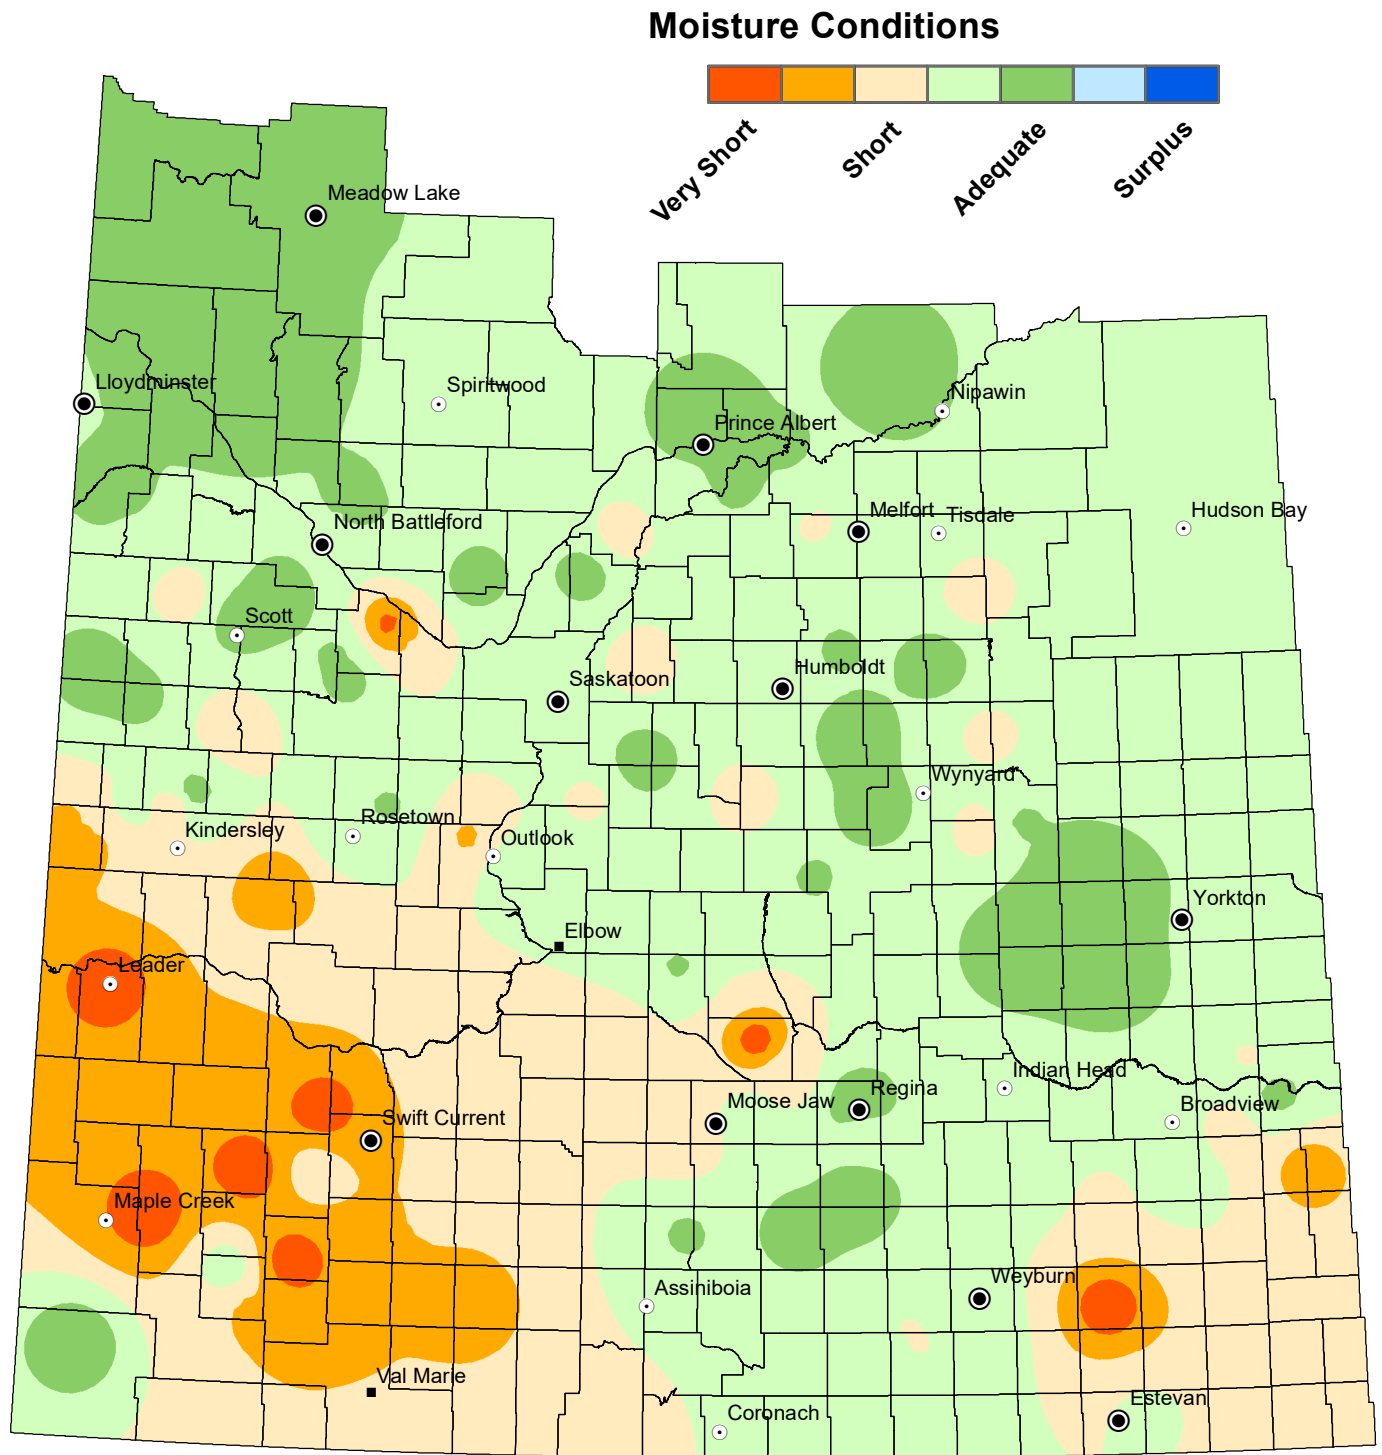 Moisture Conditions
Very Short
Short
Adequate
Surplus
Meadow Lake
Lloydminster
Spiritwood
Nipawin
Prince Albert
North Battleford
Melfort
Tisdale
Hudson Bay
Scott
Saskatoon
Humboldt
Wynyard
Kindersley
Rosetown
Outlook
Yorkton
Elbow
Leader
Indian Head
Regina
Moose Jaw
Broadview
Swift Current
Maple Creek
Assiniboia
Weyburn
Val Marie
Coronach
Estevan